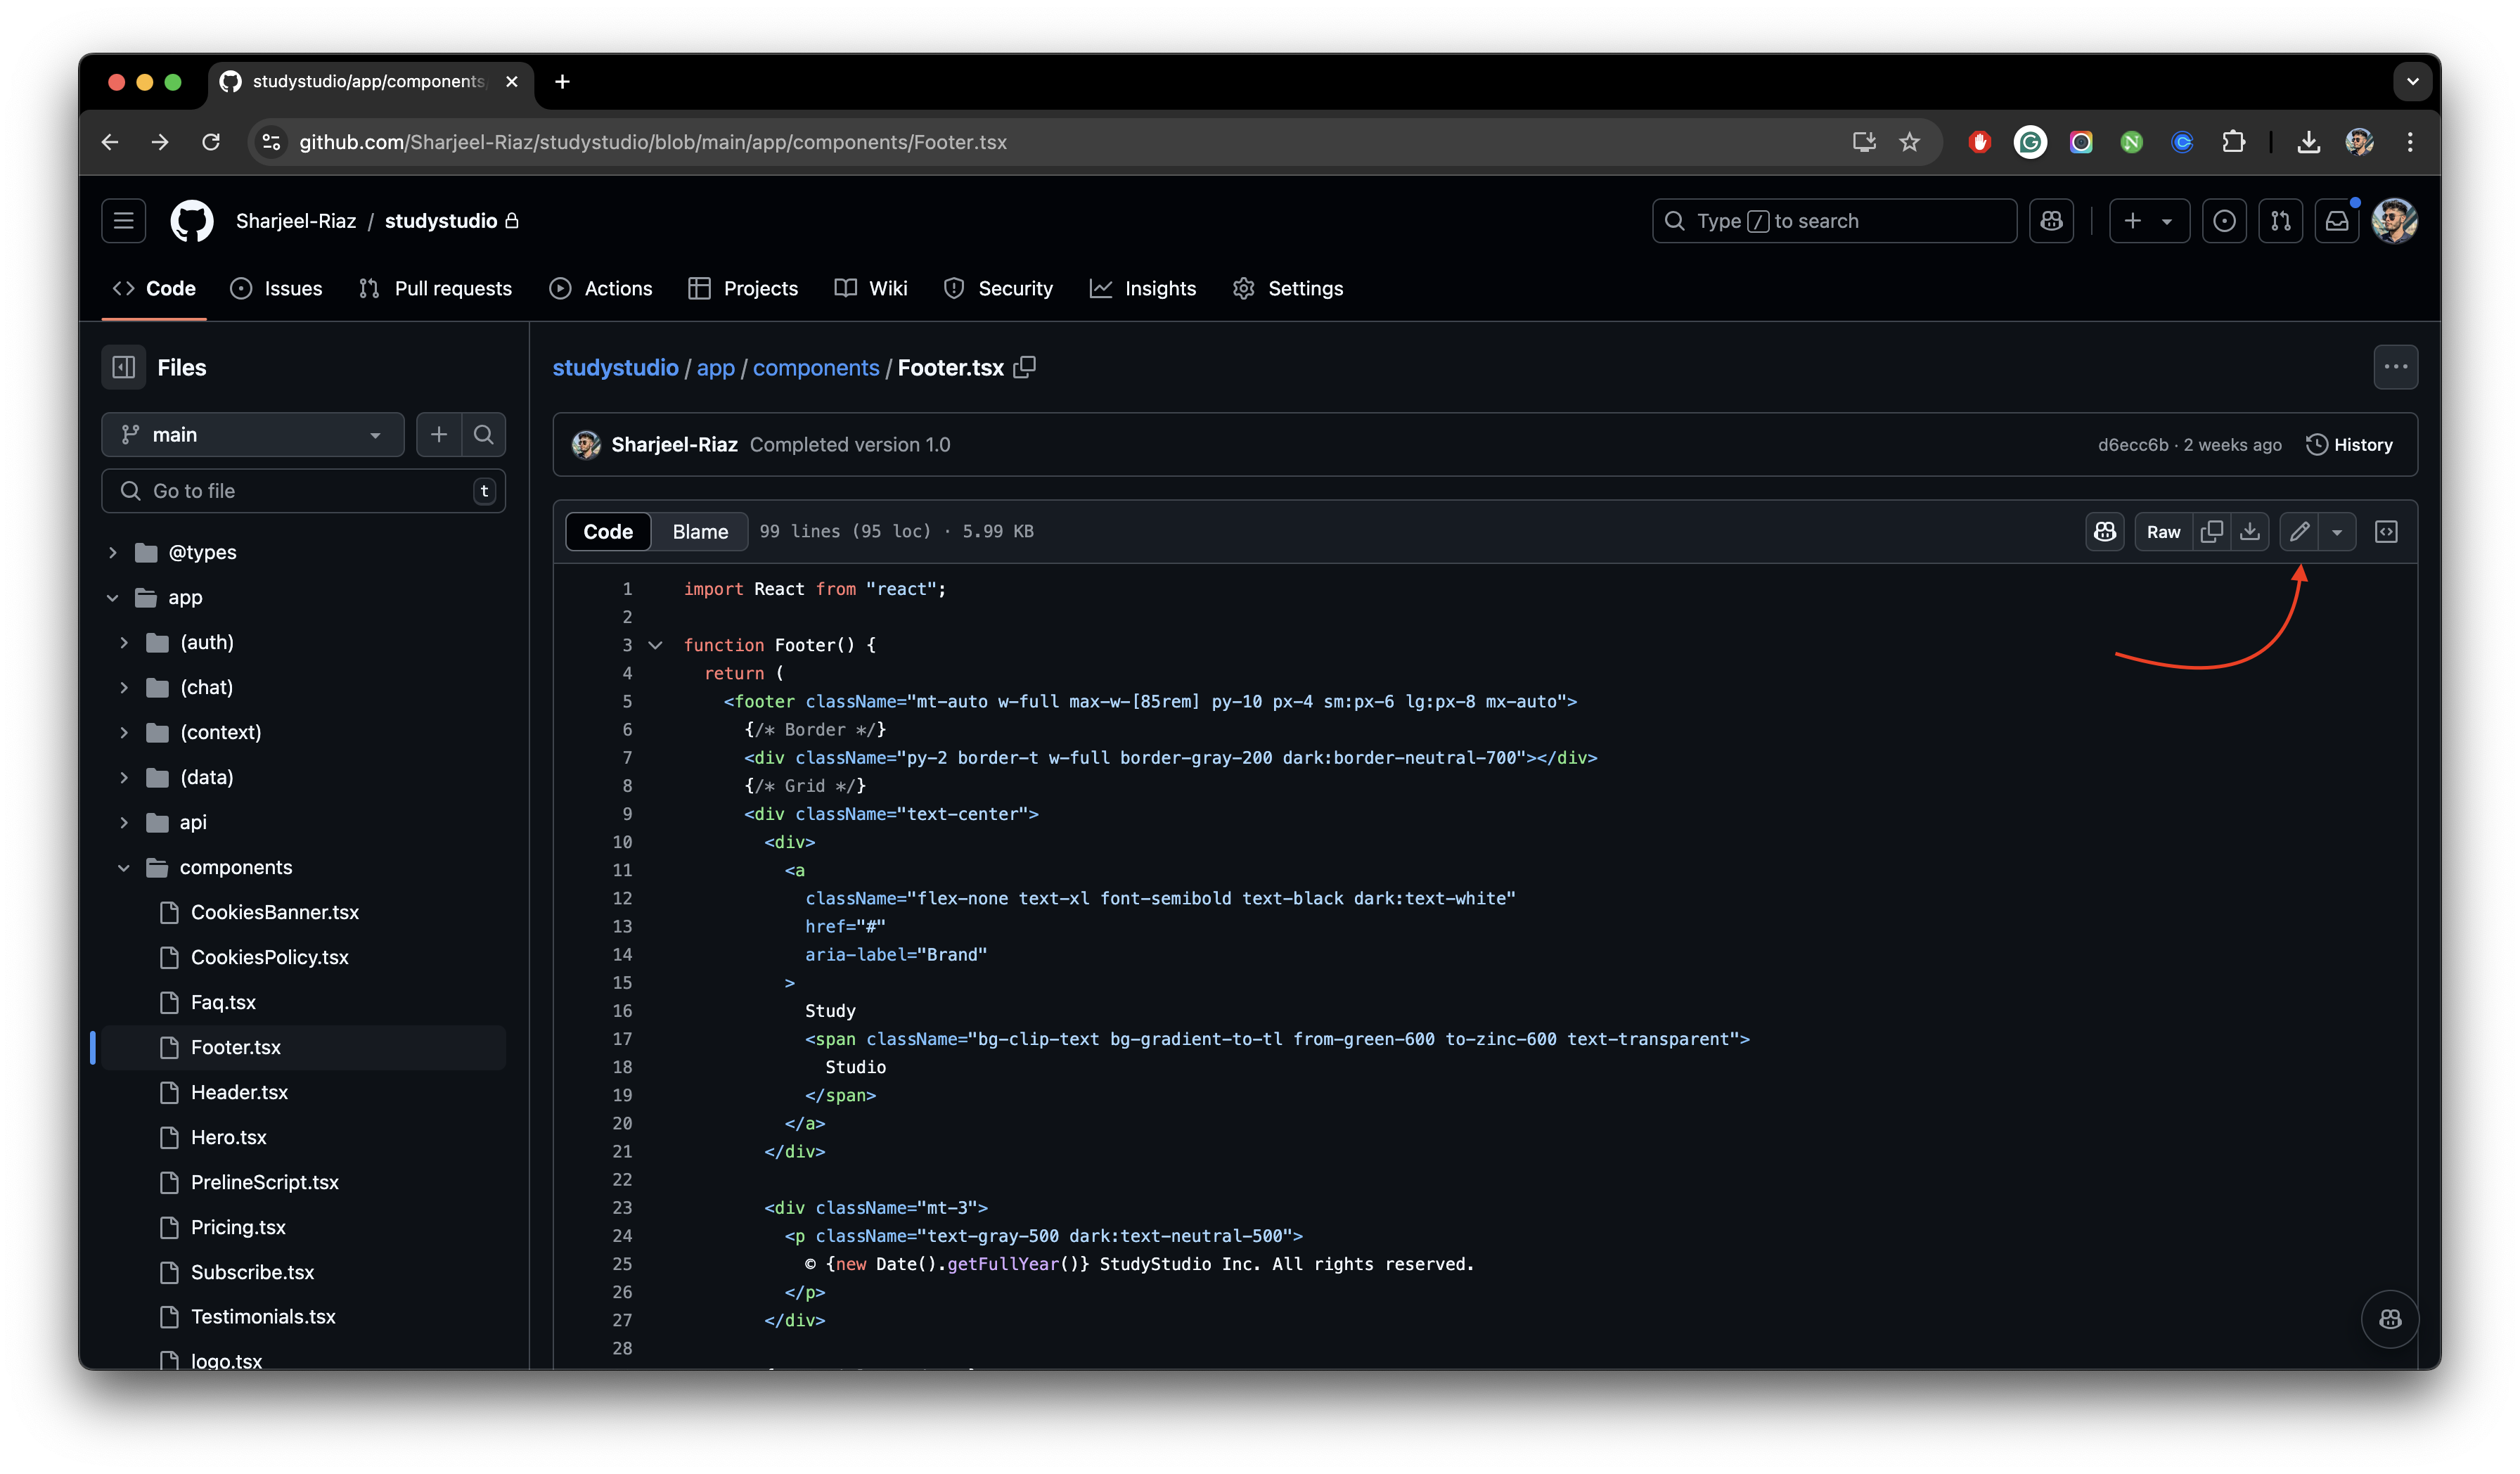 studystudio/app/components/
github.com/Sharjeel-Riaz/studystudio/blob/main/app/components/Footer.tsx
Sharjeel-Riaz / studystudio
Type / to search
Code Issues Pull requests Actions Projects Wiki Security Insights Settings
Files
main
Go to file t
@types
app
(auth)
(chat)
(context)
(data)
api
components
CookiesBanner.tsx
CookiesPolicy.tsx
Faq.tsx
Footer.tsx
Header.tsx
Hero.tsx
PrelineScript.tsx
Pricing.tsx
Subscribe.tsx
Testimonials.tsx
logo.tsx
studystudio / app / components / Footer.tsx
Sharjeel-Riaz Completed version 1.0 d6ecc6b · 2 weeks ago History
Code Blame 99 lines (95 loc) · 5.99 KB Raw
1 import React from "react";
2
3 function Footer() {
4 return (
5 <footer className="mt-auto w-full max-w-[85rem] py-10 px-4 sm:px-6 lg:px-8 mx-auto">
6 {/* Border */}
7 <div className="py-2 border-t w-full border-gray-200 dark:border-neutral-700"></div>
8 {/* Grid */}
9 <div className="text-center">
10 <div>
11 <a
12 className="flex-none text-xl font-semibold text-black dark:text-white"
13 href="#"
14 aria-label="Brand"
15 >
16 Study
17 <span className="bg-clip-text bg-gradient-to-tl from-green-600 to-zinc-600 text-transparent">
18 Studio
19 </span>
20 </a>
21 </div>
22
23 <div className="mt-3">
24 <p className="text-gray-500 dark:text-neutral-500">
25 © {new Date().getFullYear()} StudyStudio Inc. All rights reserved.
26 </p>
27 </div>
28